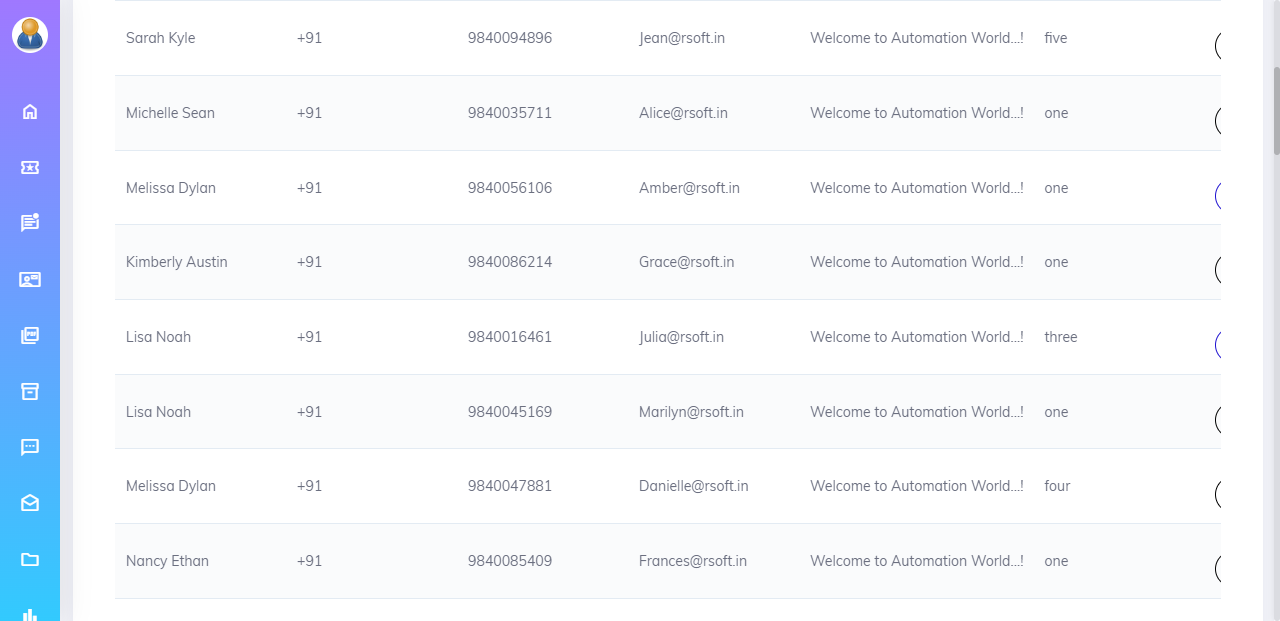 Sarah Kyle +91 9840094896 Jean@rsoft.in Welcome to Automation World...! five
Michelle Sean +91 9840035711 Alice@rsoft.in Welcome to Automation World...! one
Melissa Dylan +91 9840056106 Amber@rsoft.in Welcome to Automation World...! one
Kimberly Austin +91 9840086214 Grace@rsoft.in Welcome to Automation World...! one
Lisa Noah +91 9840016461 Julia@rsoft.in Welcome to Automation World...! three
Lisa Noah +91 9840045169 Marilyn@rsoft.in Welcome to Automation World...! one
Melissa Dylan +91 9840047881 Danielle@rsoft.in Welcome to Automation World...! four
Nancy Ethan +91 9840085409 Frances@rsoft.in Welcome to Automation World...! one